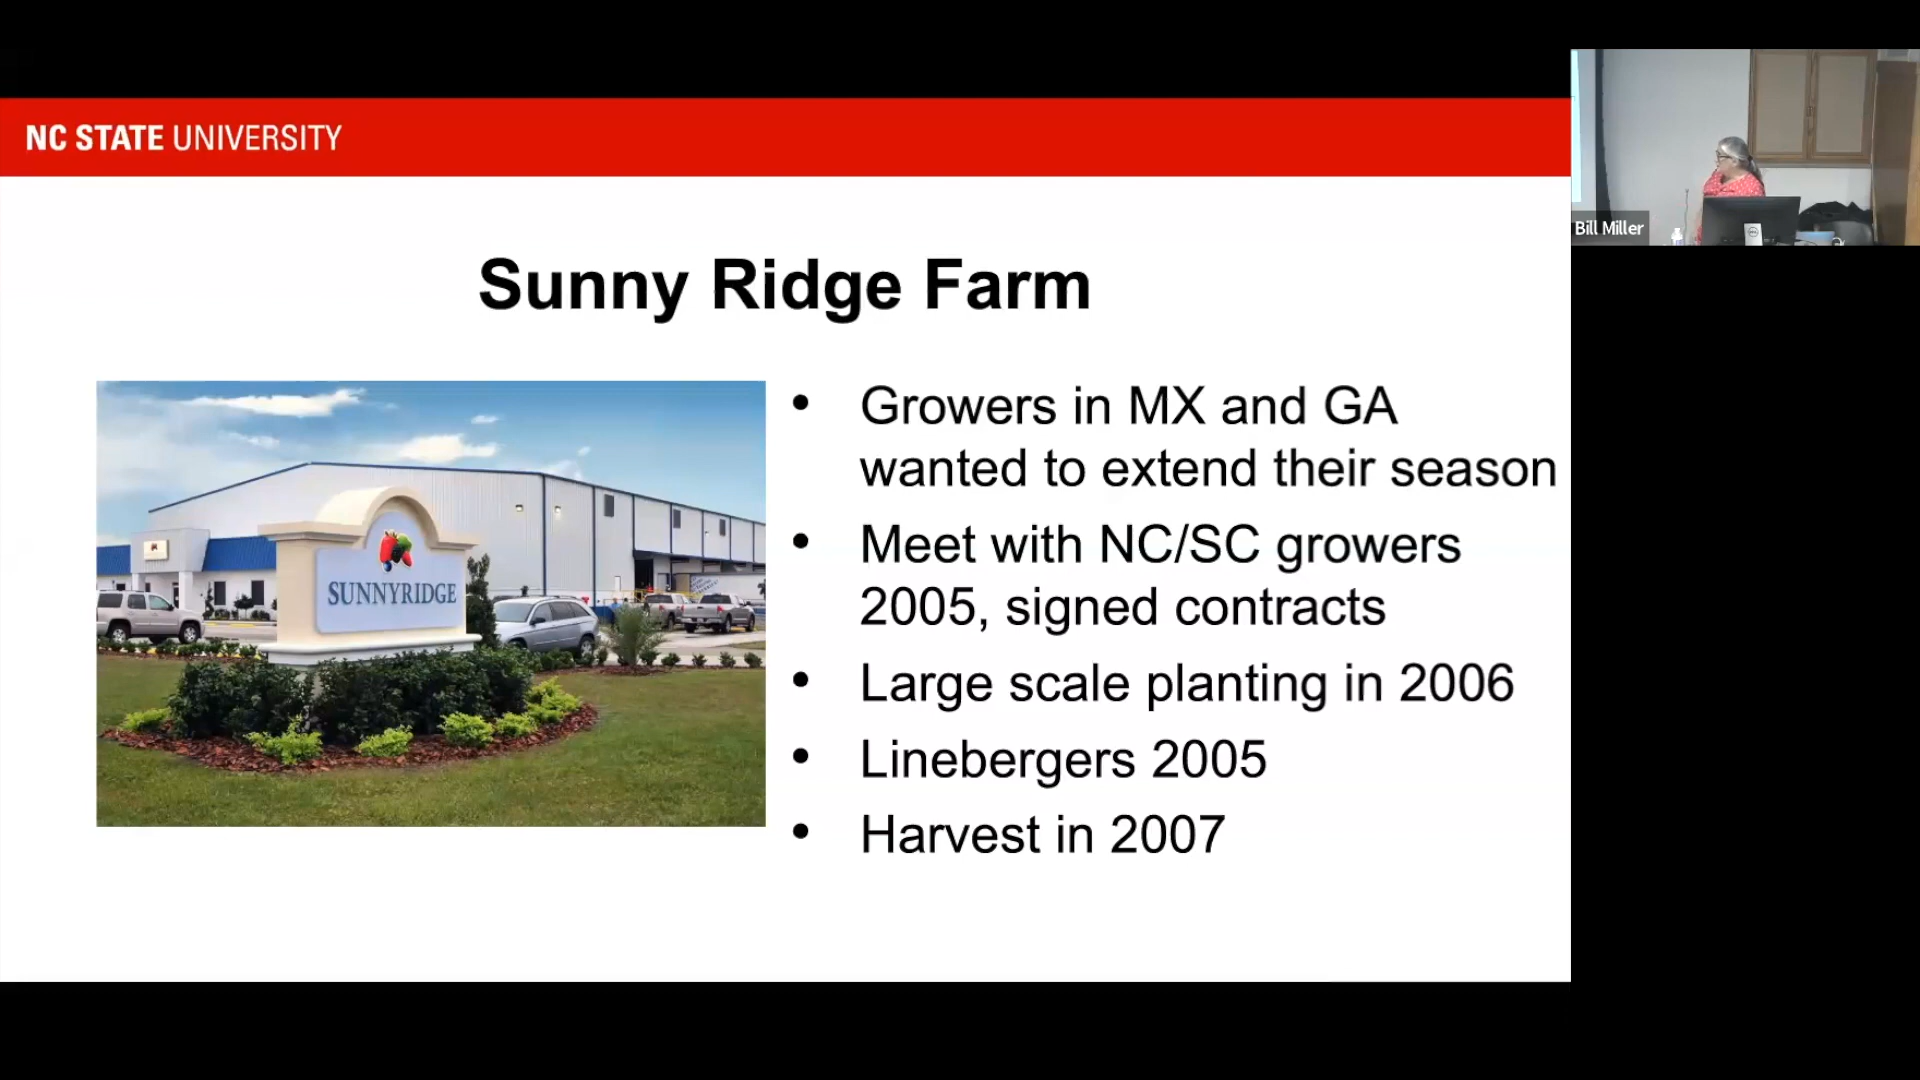 NC STATE UNIVERSITY
Bill Miller
Sunny Ridge Farm
SUNNYRIDGE
• Growers in MX and GA
wanted to extend their season
• Meet with NC/SC growers
2005, signed contracts
• Large scale planting in 2006
• Linebergers 2005
• Harvest in 2007